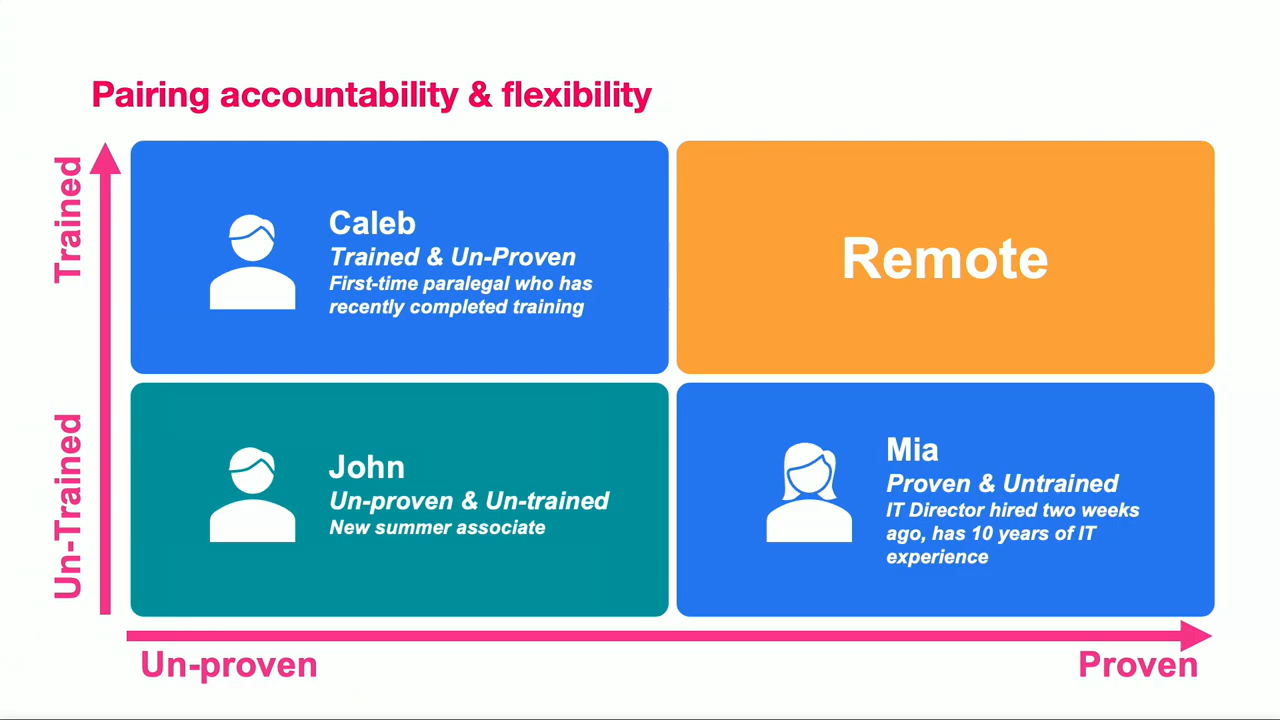 Pairing accountability & flexibility
Trained
Caleb
Trained & Un-Proven
First-time paralegal who has
recently completed training
Remote
Un-Trained
John
Un-proven & Un-trained
New summer associate
Mia
Proven & Untrained
IT Director hired two weeks
ago, has 10 years of IT
experience
Un-proven
Proven